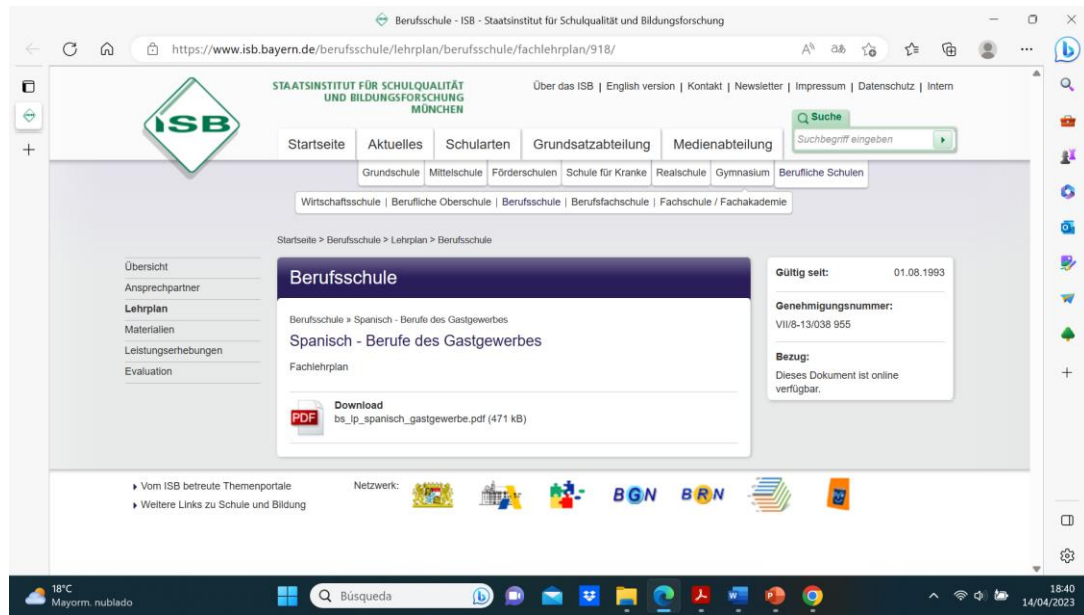 Berufsschule - ISB - Staatsinstitut für Schulqualität und Bildungsforschung
https://www.isb.bayern.de/berufsschule/lehrplan/berufsschule/fachlehrplan/918/
STAATSINSTITUT FÜR SCHULQUALITÄT
UND BILDUNGSFORSCHUNG
MÜNCHEN
ISB
Über das ISB | English version | Kontakt | Newsletter | Impressum | Datenschutz | Intern
Suche
Suchbegriff eingeben
Startseite Aktuelles Schularten Grundsatzabteilung Medienabteilung
Grundschule Mittelschule Förderschulen Schule für Kranke Realschule Gymnasium Berufliche Schulen
Wirtschaftsschule | Berufliche Oberschule | Berufsschule | Berufsfachschule | Fachschule / Fachakademie
Startseite > Berufsschule > Lehrplan > Berufsschule
Übersicht
Ansprechpartner
Lehrplan
Materialien
Leistungserhebungen
Evaluation
Berufsschule
Berufsschule » Spanisch - Berufe des Gastgewerbes
Spanisch - Berufe des Gastgewerbes
Fachlehrplan
PDF
Download
bs_lp_spanisch_gastgewerbe.pdf (471 kB)
Gültig seit: 01.08.1993
Genehmigungsnummer:
VII/8-13/038 955
Bezug:
Dieses Dokument ist online
verfügbar.
Vom ISB betreute Themenportale
Weitere Links zu Schule und Bildung
Netzwerk:
BGN
BRN
18°C
Mayorm. nublado
Búsqueda
18:40
14/04/2023